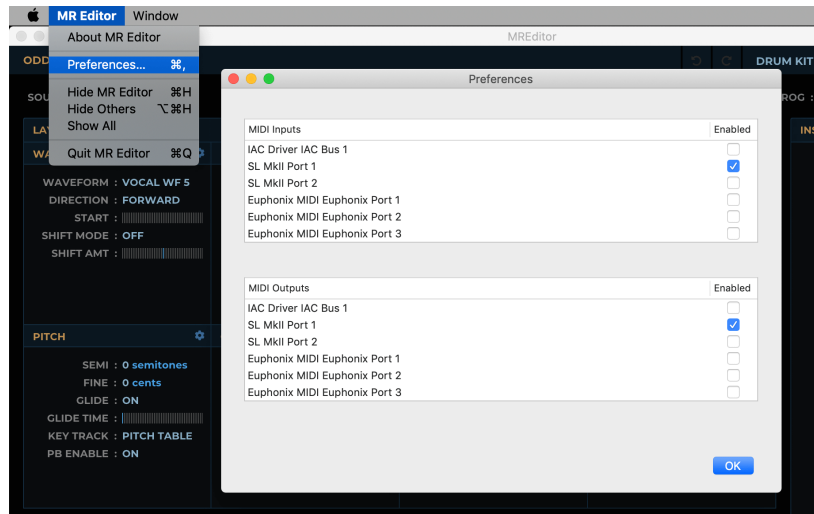 MR Editor Window
MREditor
About MR Editor
Preferences... ⌘,
Hide MR Editor ⌘H
Hide Others ⌥⌘H
Show All
Quit MR Editor ⌘Q
ODD
DRUM KIT
SOU
ROG :
LA
INS
WA
WAVEFORM : VOCAL WF 5
DIRECTION : FORWARD
START :
SHIFT MODE : OFF
SHIFT AMT :
PITCH
SEMI : 0 semitones
FINE : 0 cents
GLIDE : ON
GLIDE TIME :
KEY TRACK : PITCH TABLE
PB ENABLE : ON
Preferences
MIDI Inputs Enabled
IAC Driver IAC Bus 1
SL MkII Port 1
SL MkII Port 2
Euphonix MIDI Euphonix Port 1
Euphonix MIDI Euphonix Port 2
Euphonix MIDI Euphonix Port 3
MIDI Outputs Enabled
IAC Driver IAC Bus 1
SL MkII Port 1
SL MkII Port 2
Euphonix MIDI Euphonix Port 1
Euphonix MIDI Euphonix Port 2
Euphonix MIDI Euphonix Port 3
OK